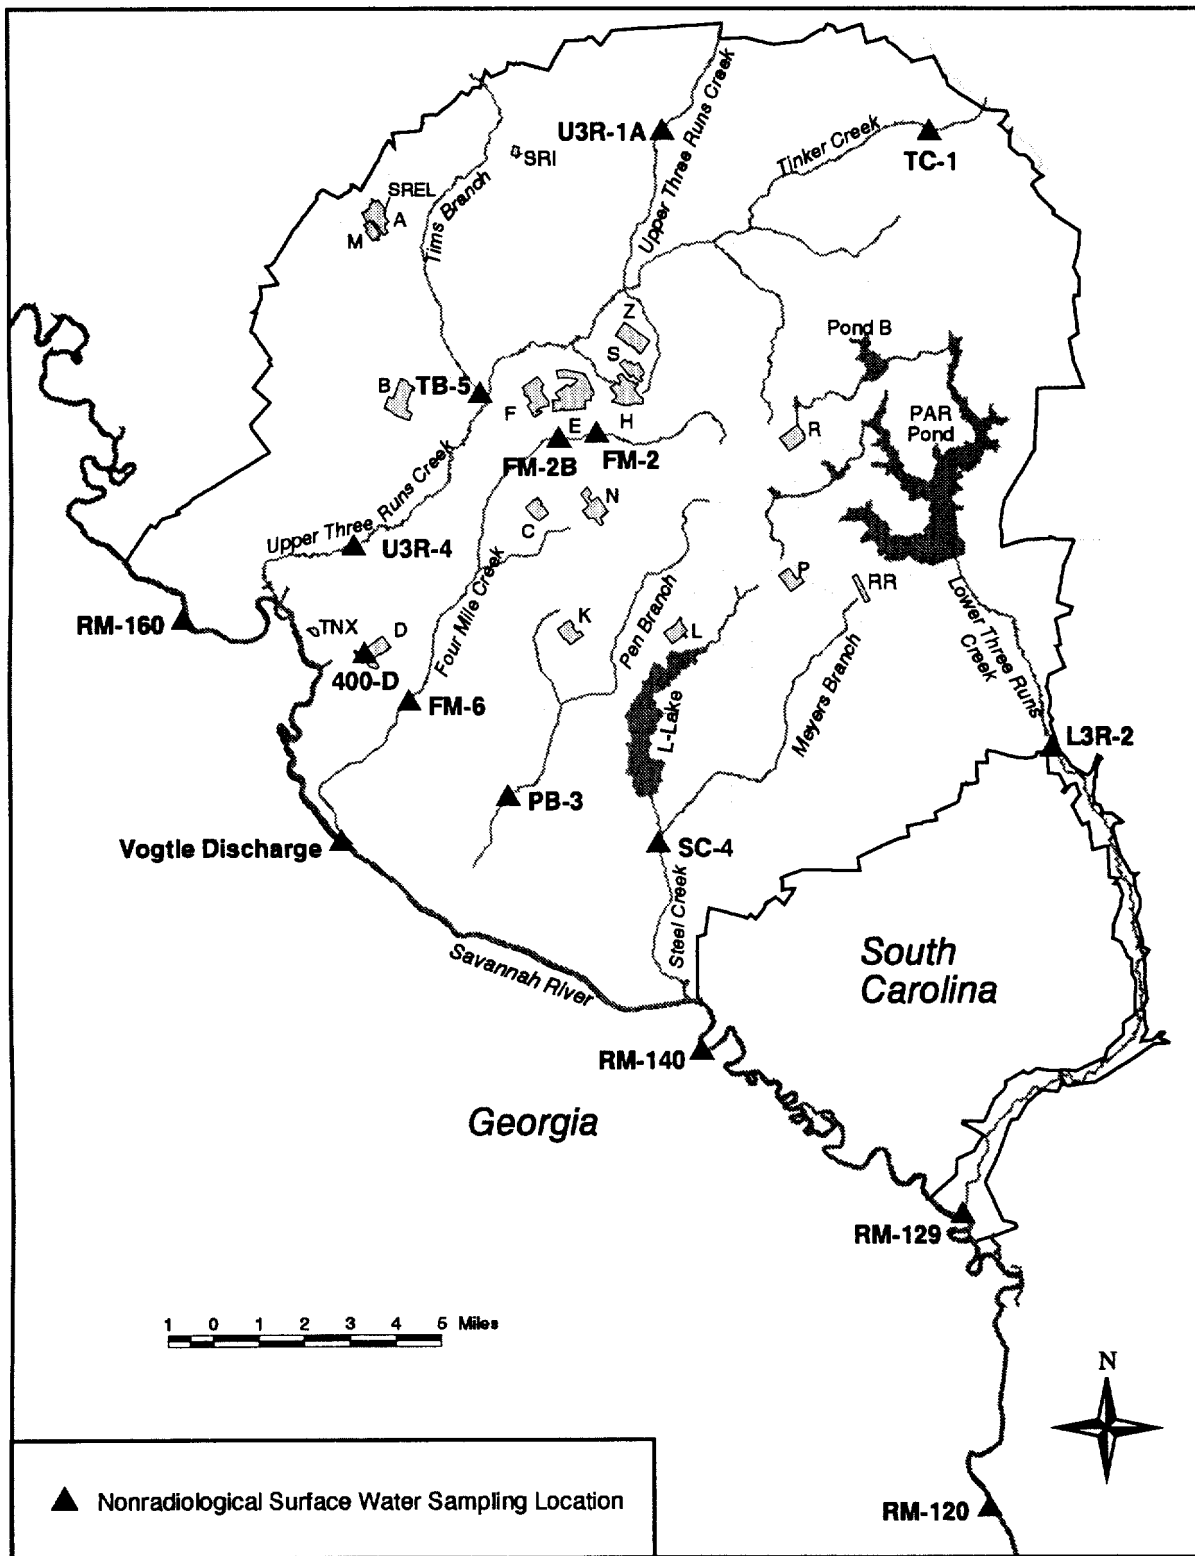 U3R-1A
Upper Three Runs Creek
Tinker Creek
TC-1
SRI
SREL
A
M
Tims Branch
Z
S
Pond B
B
TB-5
F
E
H
R
PAR
Pond
FM-2B
FM-2
Upper Three Runs Creek
U3R-4
C
N
P
RR
RM-160
TNX
D
400-D
Four Mile Creek
FM-6
K
Pen Branch
L
L-Lake
Meyers Branch
Lower Three Runs
Creek
L3R-2
PB-3
Vogtle Discharge
SC-4
Steel Creek
Savannah River
South
Carolina
RM-140
Georgia
RM-129
1 0 1 2 3 4 5 Miles
N
Nonradiological Surface Water Sampling Location
RM-120